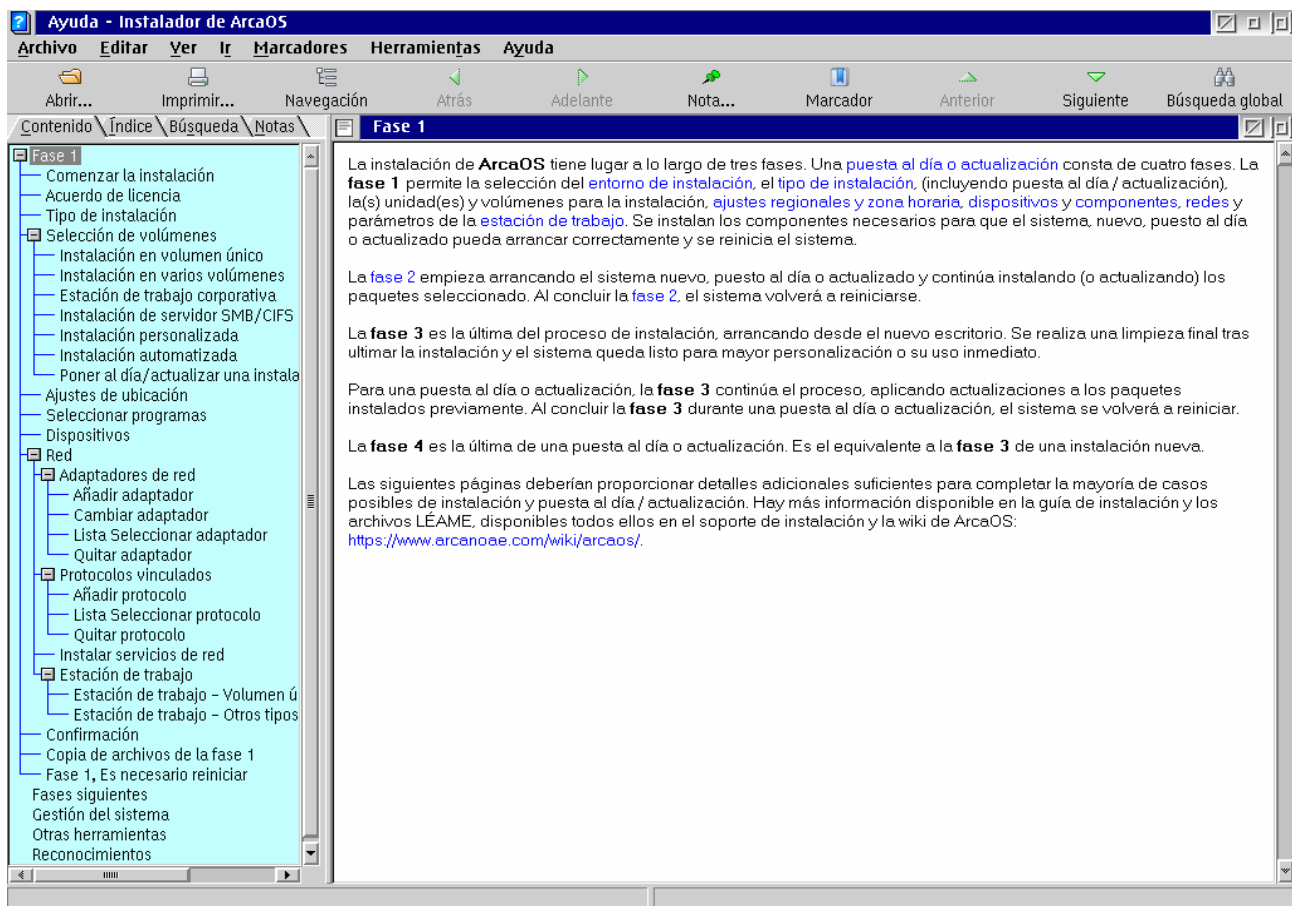 Ayuda - Instalador de ArcaOS
Archivo Editar Ver Ir Marcadores Herramientas Ayuda
Abrir... Imprimir... Navegación Atrás Adelante Nota... Marcador Anterior Siguiente Búsqueda global
Contenido Índice Búsqueda Notas
Fase 1
Comenzar la instalación
Acuerdo de licencia
Tipo de instalación
Selección de volúmenes
Instalación en volumen único
Instalación en varios volúmenes
Estación de trabajo corporativa
Instalación de servidor SMB/CIFS
Instalación personalizada
Instalación automatizada
Poner al día/actualizar una instala
Ajustes de ubicación
Seleccionar programas
Dispositivos
Red
Adaptadores de red
Añadir adaptador
Cambiar adaptador
Lista Seleccionar adaptador
Quitar adaptador
Protocolos vinculados
Añadir protocolo
Lista Seleccionar protocolo
Quitar protocolo
Instalar servicios de red
Estación de trabajo
Estación de trabajo – Volumen ú
Estación de trabajo – Otros tipos
Confirmación
Copia de archivos de la fase 1
Fase 1, Es necesario reiniciar
Fases siguientes
Gestión del sistema
Otras herramientas
Reconocimientos
Fase 1
La instalación de ArcaOS tiene lugar a lo largo de tres fases. Una puesta al día o actualización consta de cuatro fases. La
fase 1 permite la selección del entorno de instalación, el tipo de instalación, (incluyendo puesta al día / actualización),
la(s) unidad(es) y volúmenes para la instalación, ajustes regionales y zona horaria, dispositivos y componentes, redes y
parámetros de la estación de trabajo. Se instalan los componentes necesarios para que el sistema, nuevo, puesto al día
o actualizado pueda arrancar correctamente y se reinicia el sistema.
La fase 2 empieza arrancando el sistema nuevo, puesto al día o actualizado y continúa instalando (o actualizando) los
paquetes seleccionado. Al concluir la fase 2, el sistema volverá a reiniciarse.
La fase 3 es la última del proceso de instalación, arrancando desde el nuevo escritorio. Se realiza una limpieza final tras
ultimar la instalación y el sistema queda listo para mayor personalización o su uso inmediato.
Para una puesta al día o actualización, la fase 3 continúa el proceso, aplicando actualizaciones a los paquetes
instalados previamente. Al concluir la fase 3 durante una puesta al día o actualización, el sistema se volverá a reiniciar.
La fase 4 es la última de una puesta al día o actualización. Es el equivalente a la fase 3 de una instalación nueva.
Las siguientes páginas deberían proporcionar detalles adicionales suficientes para completar la mayoría de casos
posibles de instalación y puesta al día / actualización. Hay más información disponible en la guía de instalación y los
archivos LÉAME, disponibles todos ellos en el soporte de instalación y la wiki de ArcaOS:
https://www.arcanoae.com/wiki/arcaos/.